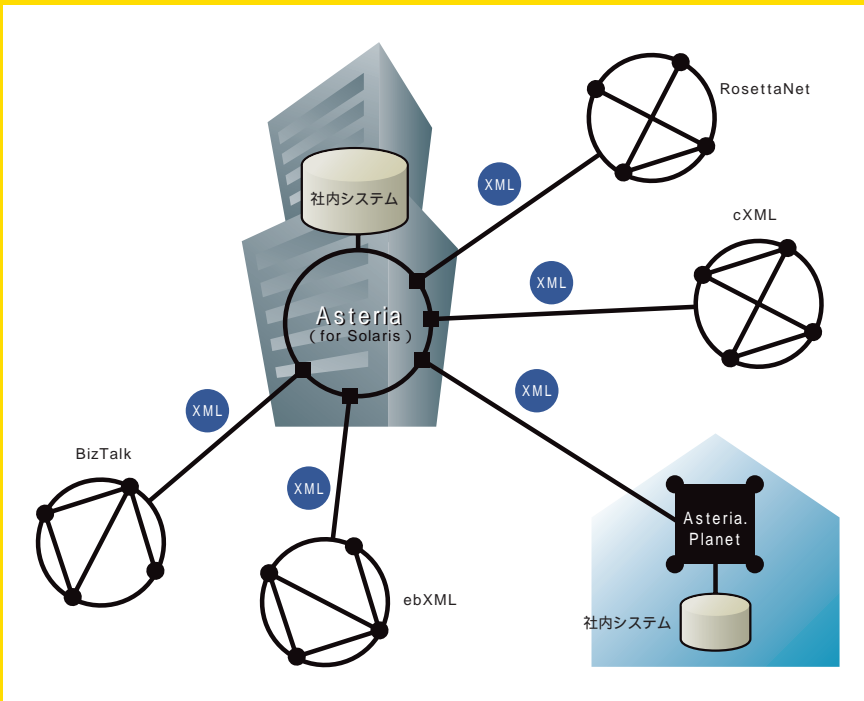 RosettaNet
XML
社内システム
cXML
XML
Asteria
( for Solaris )
XML
XML
BizTalk
XML
ebXML
Asteria.
Planet
社内システム